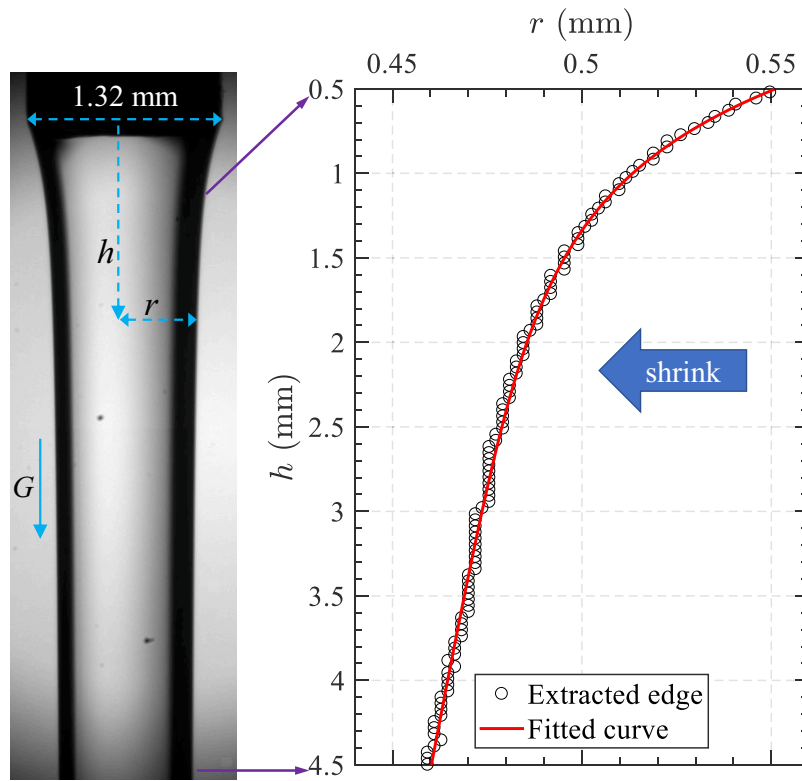 1.32 mm
h
r
G
r (mm)
0.45
0.5
0.55
0.5
1
1.5
2
2.5
3
3.5
4
4.5
h (mm)
shrink
Extracted edge
Fitted curve